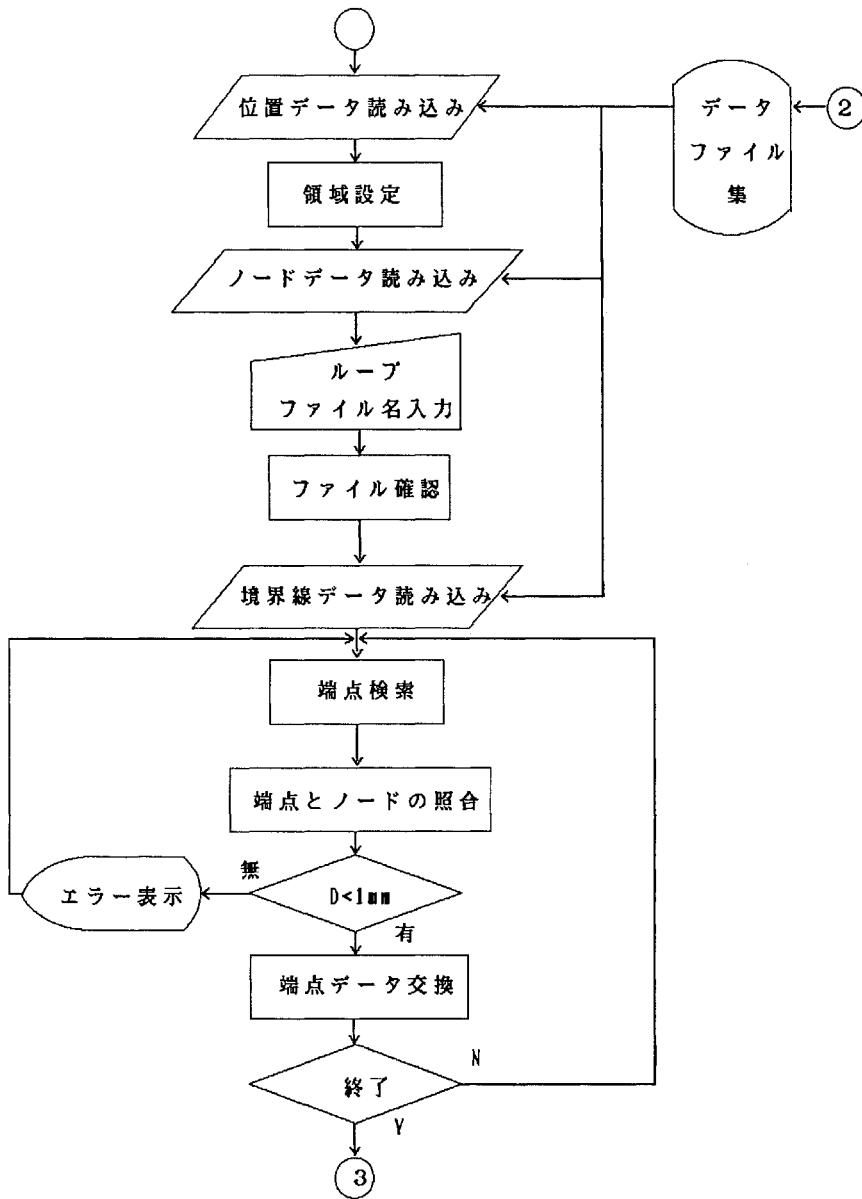 位置データ読み込み
データ
ファイル
集
2
領域設定
ノードデータ読み込み
ループ
ファイル名入力
ファイル確認
境界線データ読み込み
端点検索
端点とノードの照合
無
エラー表示
D<1mm
有
端点データ交換
N
終了
Y
3